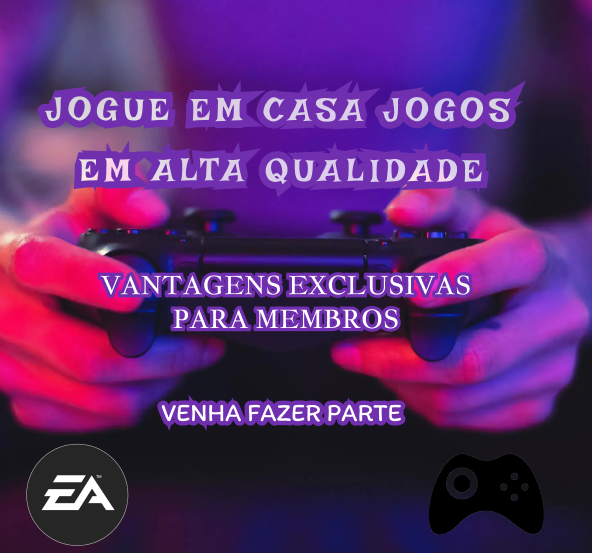 JOGUE EM CASA JOGOS
EM ALTA QUALIDADE
VANTAGENS EXCLUSIVAS
PARA MEMBROS
VENHA FAZER PARTE
EA